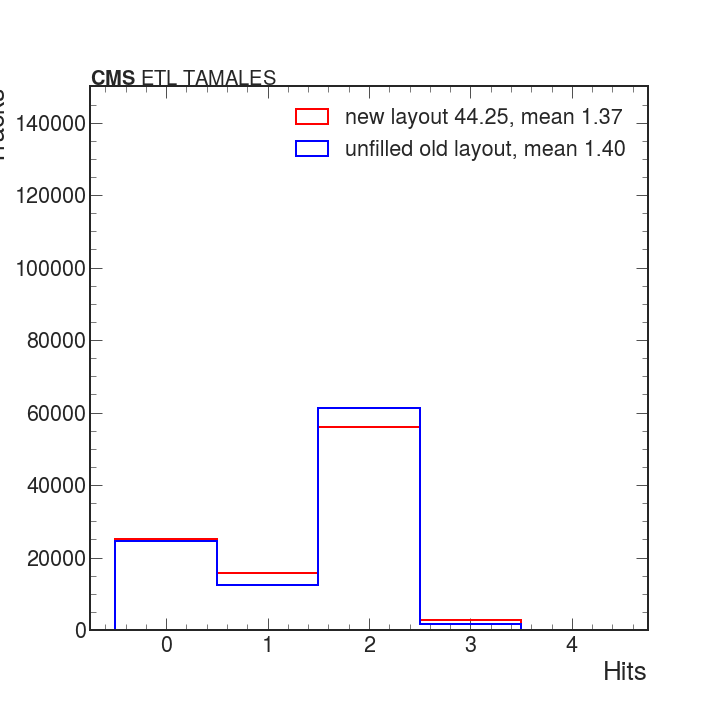 CMS ETL TAMALES
new layout 44.25, mean 1.37
unfilled old layout, mean 1.40
140000
120000
100000
80000
60000
40000
20000
0
0 1 2 3 4
Hits